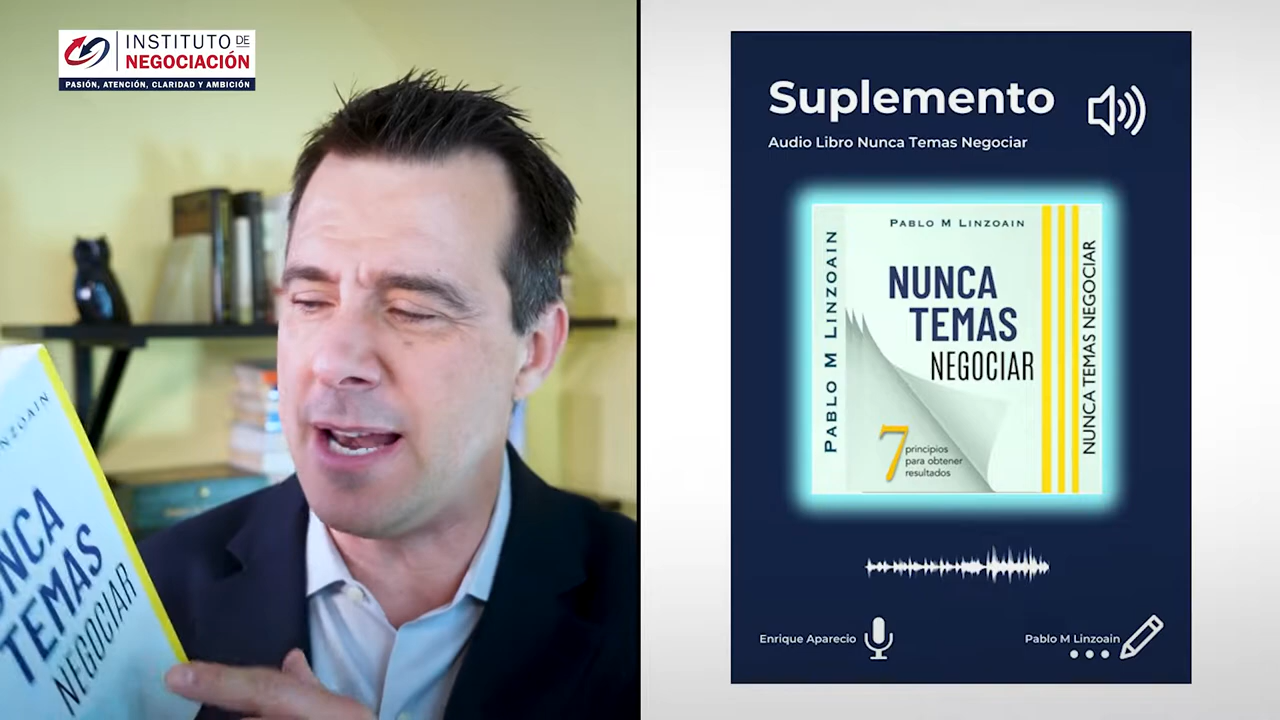 INSTITUTO DE
NEGOCIACIÓN
PASIÓN, ATENCIÓN, CLARIDAD Y AMBICIÓN
NZOAIN
NCA
TEMAS
NEGOCIAR
Suplemento
Audio Libro Nunca Temas Negociar
PABLO M LINZOAIN
PABLO M LINZOAIN
NUNCA
TEMAS
NEGOCIAR
7 principios
para obtener
resultados
NUNCA TEMAS NEGOCIAR
Enrique Aparecio
Pablo M Linzoain